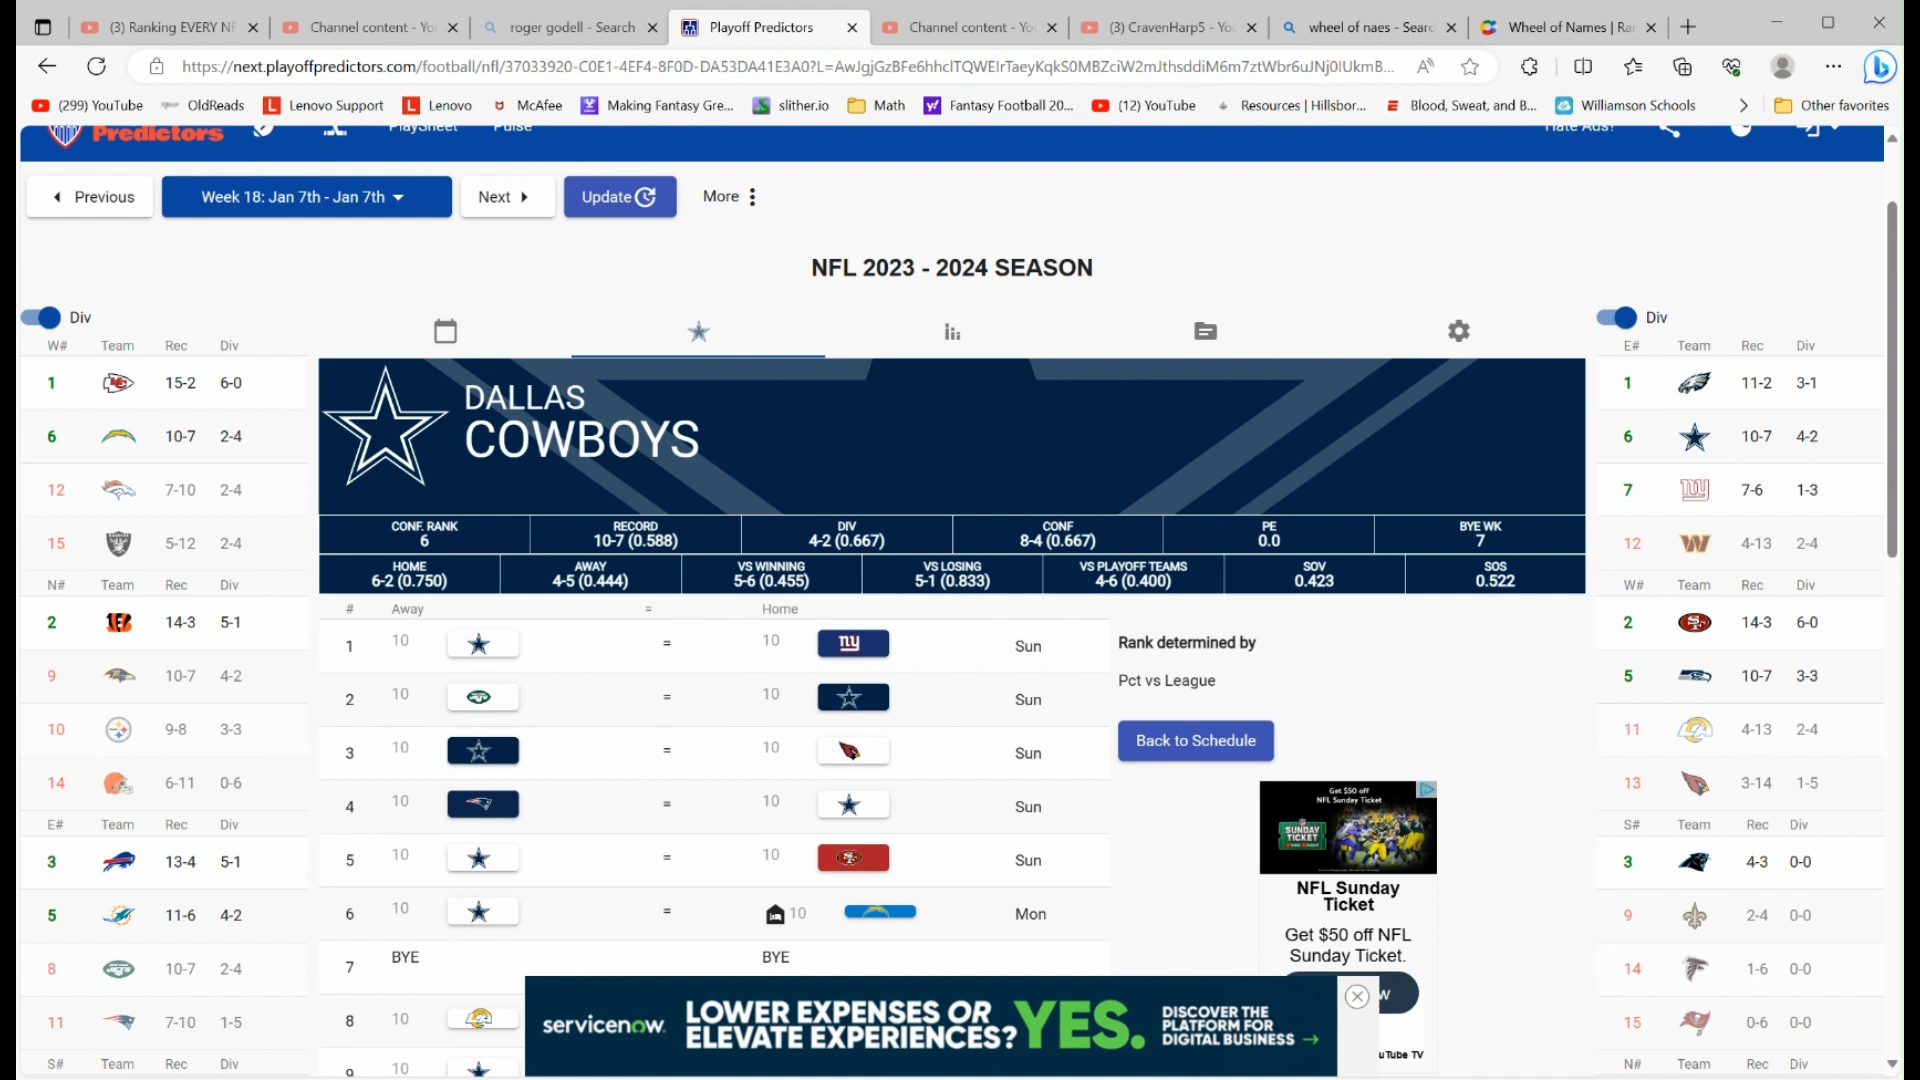 (3) Ranking EVERY NF
Channel content - Yo
roger godell - Search
Playoff Predictors
Channel content - Yo
(3) CravenHarp5 - Yo
wheel of naes - Searc
Wheel of Names | Ra
https://next.playoffpredictors.com/football/nfl/37033920-C0E1-4EF4-8F0D-DA53DA41E3A0?L=AwJgjGzBFe6hhclTQWEIrTaeyKqkS0MBZciW2mJthsddiM6m7ztWbr6uJNj0lUkmB...
(299) YouTube
OldReads
Lenovo Support
Lenovo
McAfee
Making Fantasy Gre...
slither.io
Math
Fantasy Football 20...
(12) YouTube
Resources | Hillsbor...
Blood, Sweat, and B...
Williamson Schools
Other favorites
Predictors
PlaySheet
Pulse
Hate Ads?
Previous
Week 18: Jan 7th - Jan 7th
Next
Update
More
NFL 2023 - 2024 SEASON
Div
W# Team Rec Div
1 15-2 6-0
6 10-7 2-4
12 7-10 2-4
15 5-12 2-4
N# Team Rec Div
2 14-3 5-1
9 10-7 4-2
10 9-8 3-3
14 6-11 0-6
E# Team Rec Div
3 13-4 5-1
5 11-6 4-2
8 10-7 2-4
11 7-10 1-5
S# Team Rec Div
DALLAS
COWBOYS
CONF. RANK RECORD DIV CONF PE BYE WK
6 10-7 (0.588) 4-2 (0.667) 8-4 (0.667) 0.0 7
HOME AWAY VS WINNING VS LOSING VS PLAYOFF TEAMS SOV SOS
6-2 (0.750) 4-5 (0.444) 5-6 (0.455) 5-1 (0.833) 4-6 (0.400) 0.423 0.522
# Away = Home
1 10 = 10 ny Sun
2 10 = 10 Sun
3 10 = 10 Sun
4 10 = 10 Sun
5 10 = 10 Sun
6 10 = 10 Mon
7 BYE BYE
8 10
9 10
Rank determined by
Pct vs League
Back to Schedule
Get $50 off
NFL Sunday Ticket
SUNDAY
TICKET
NFL Sunday
Ticket
Get $50 off NFL
Sunday Ticket.
w
uTube TV
servicenow
LOWER EXPENSES OR
ELEVATE EXPERIENCES?
YES.
DISCOVER THE
PLATFORM FOR
DIGITAL BUSINESS →
Div
E# Team Rec Div
1 11-2 3-1
6 10-7 4-2
7 ny 7-6 1-3
12 W 4-13 2-4
W# Team Rec Div
2 14-3 6-0
5 10-7 3-3
11 4-13 2-4
13 3-14 1-5
S# Team Rec Div
3 4-3 0-0
9 2-4 0-0
14 1-6 0-0
15 0-6 0-0
N# Team Rec Div